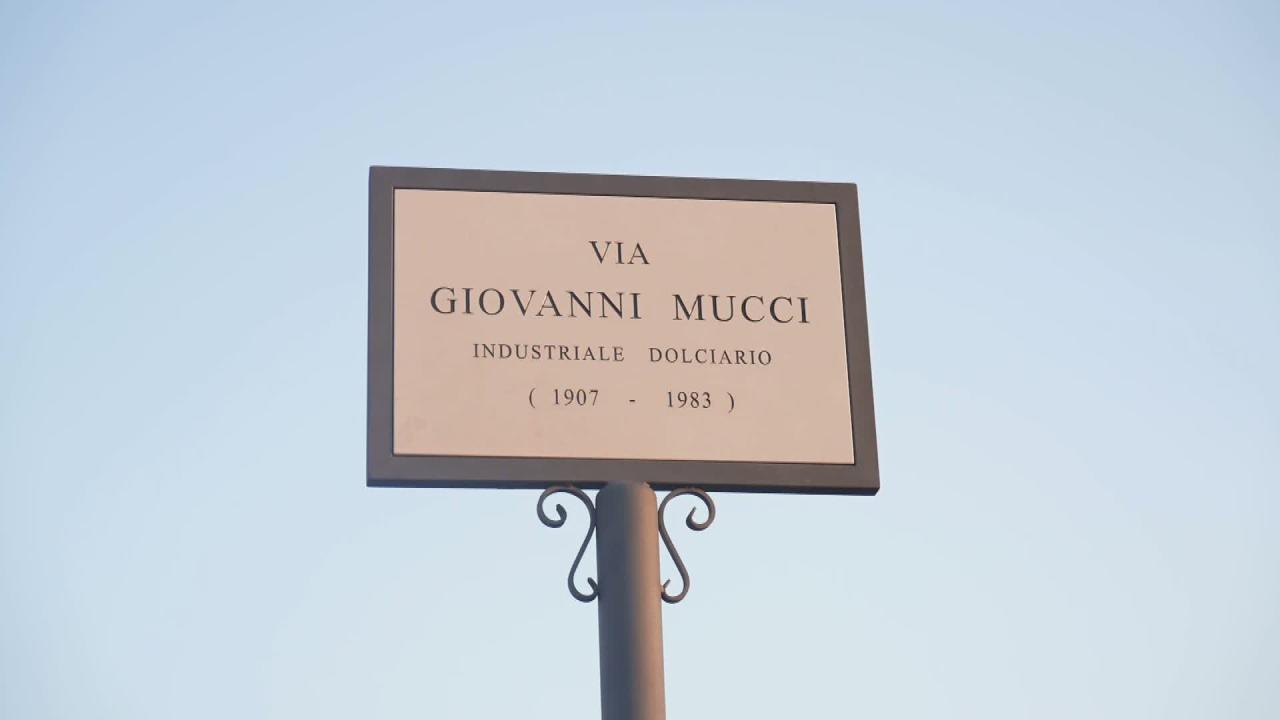 VIA
GIOVANNI MUCCI
INDUSTRIALE DOLCIARIO
( 1907 - 1983 )